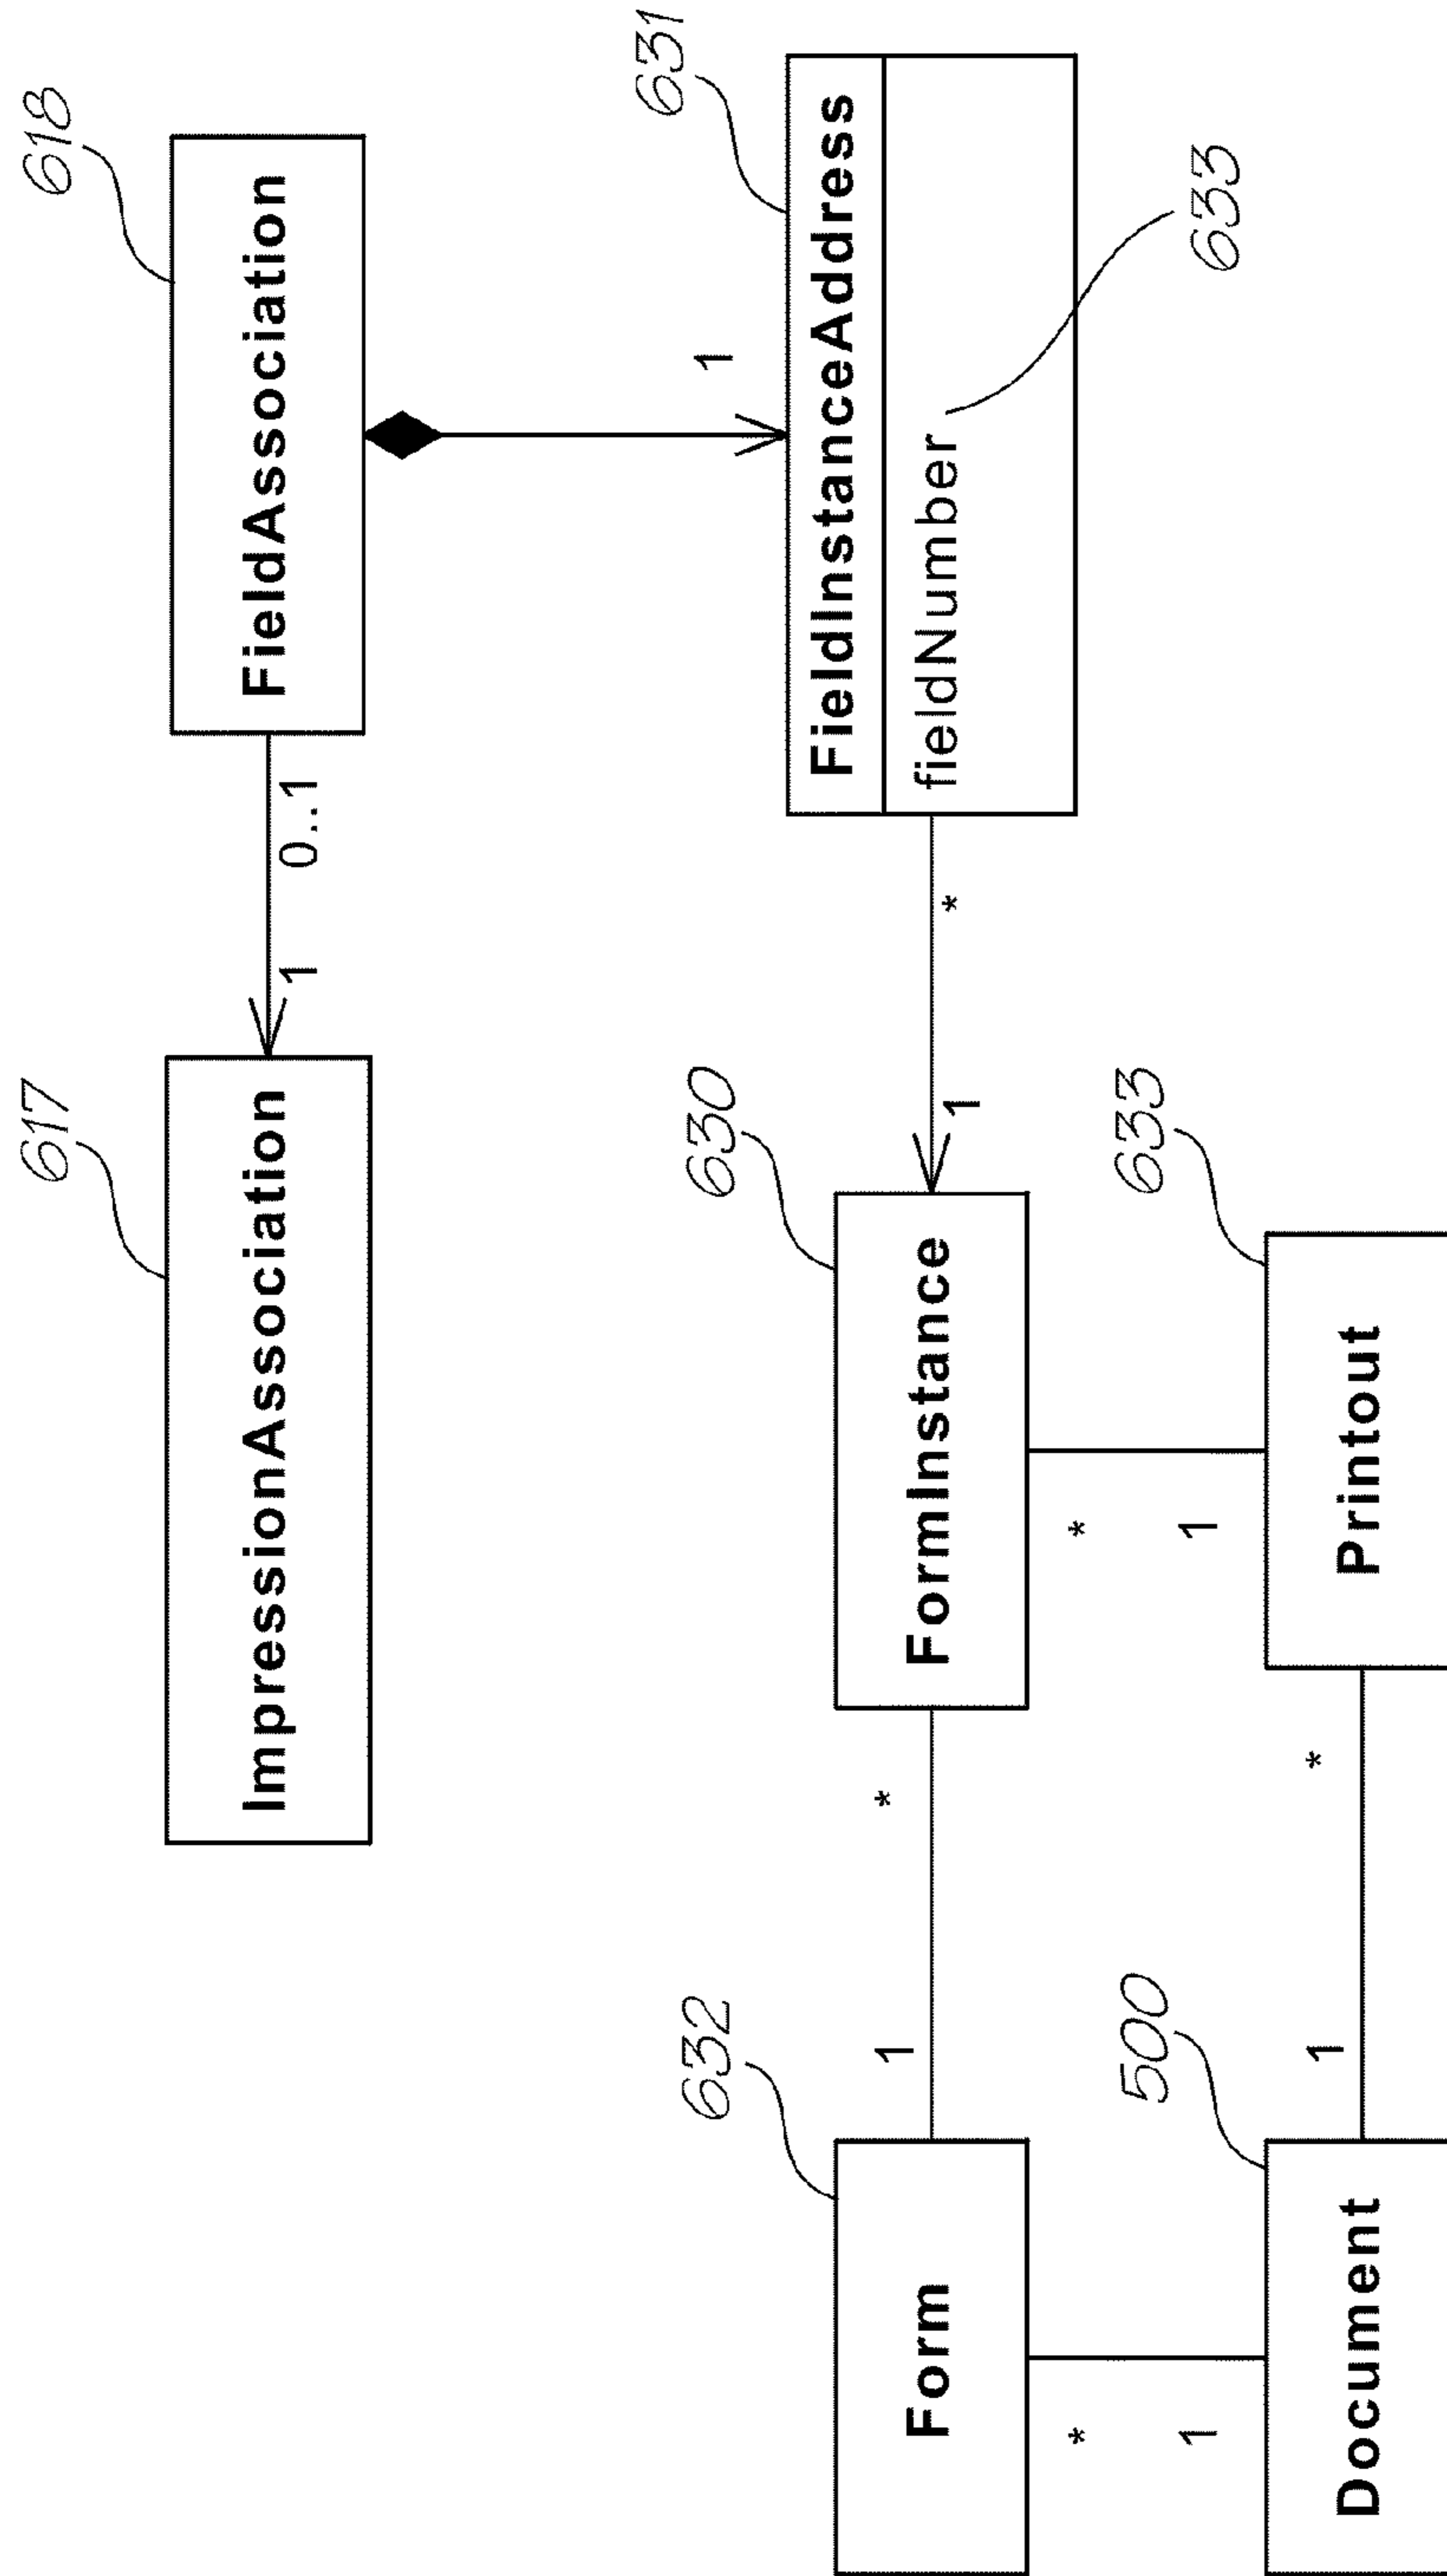 617
618
ImpressionAssociation
FieldAssociation
1
0..1
1
632
630
631
FieldInstanceAddress
1
*
Form
FormInstance
fieldNumber
1
*
*
*
500
633
633
1
1
1
*
Document
Printout